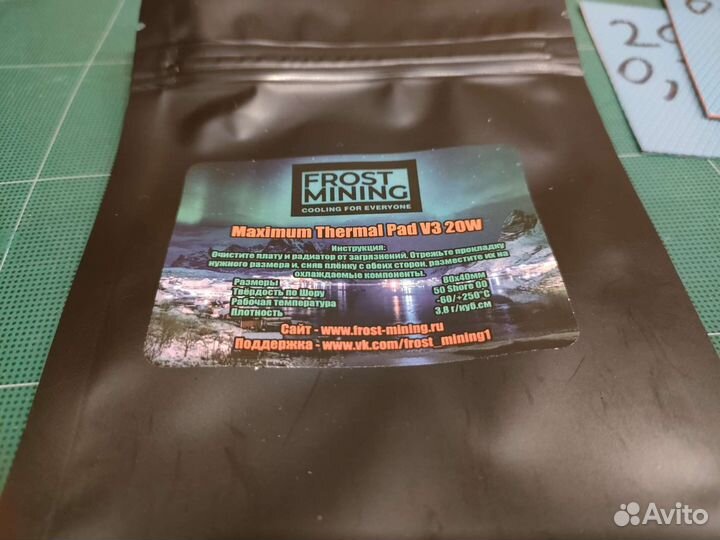 FROST
MINING
COOLING FOR EVERYONE
Maximum Thermal Pad V3 20W
Инструкция:
Очистите плату и радиатор от загрязнений. Отрежьте прокладку
нужного размера и, сняв плёнку с обеих сторон, разместите их на
охлаждаемые компоненты.
Размеры 80х40мм
Твердость по Шору 50 Shore 00
Рабочая температура -60/+250°C
Плотность 3,8 г/куб.см
Сайт - www.frost-mining.ru
Поддержка - www.vk.com/frost_mining1
Avito